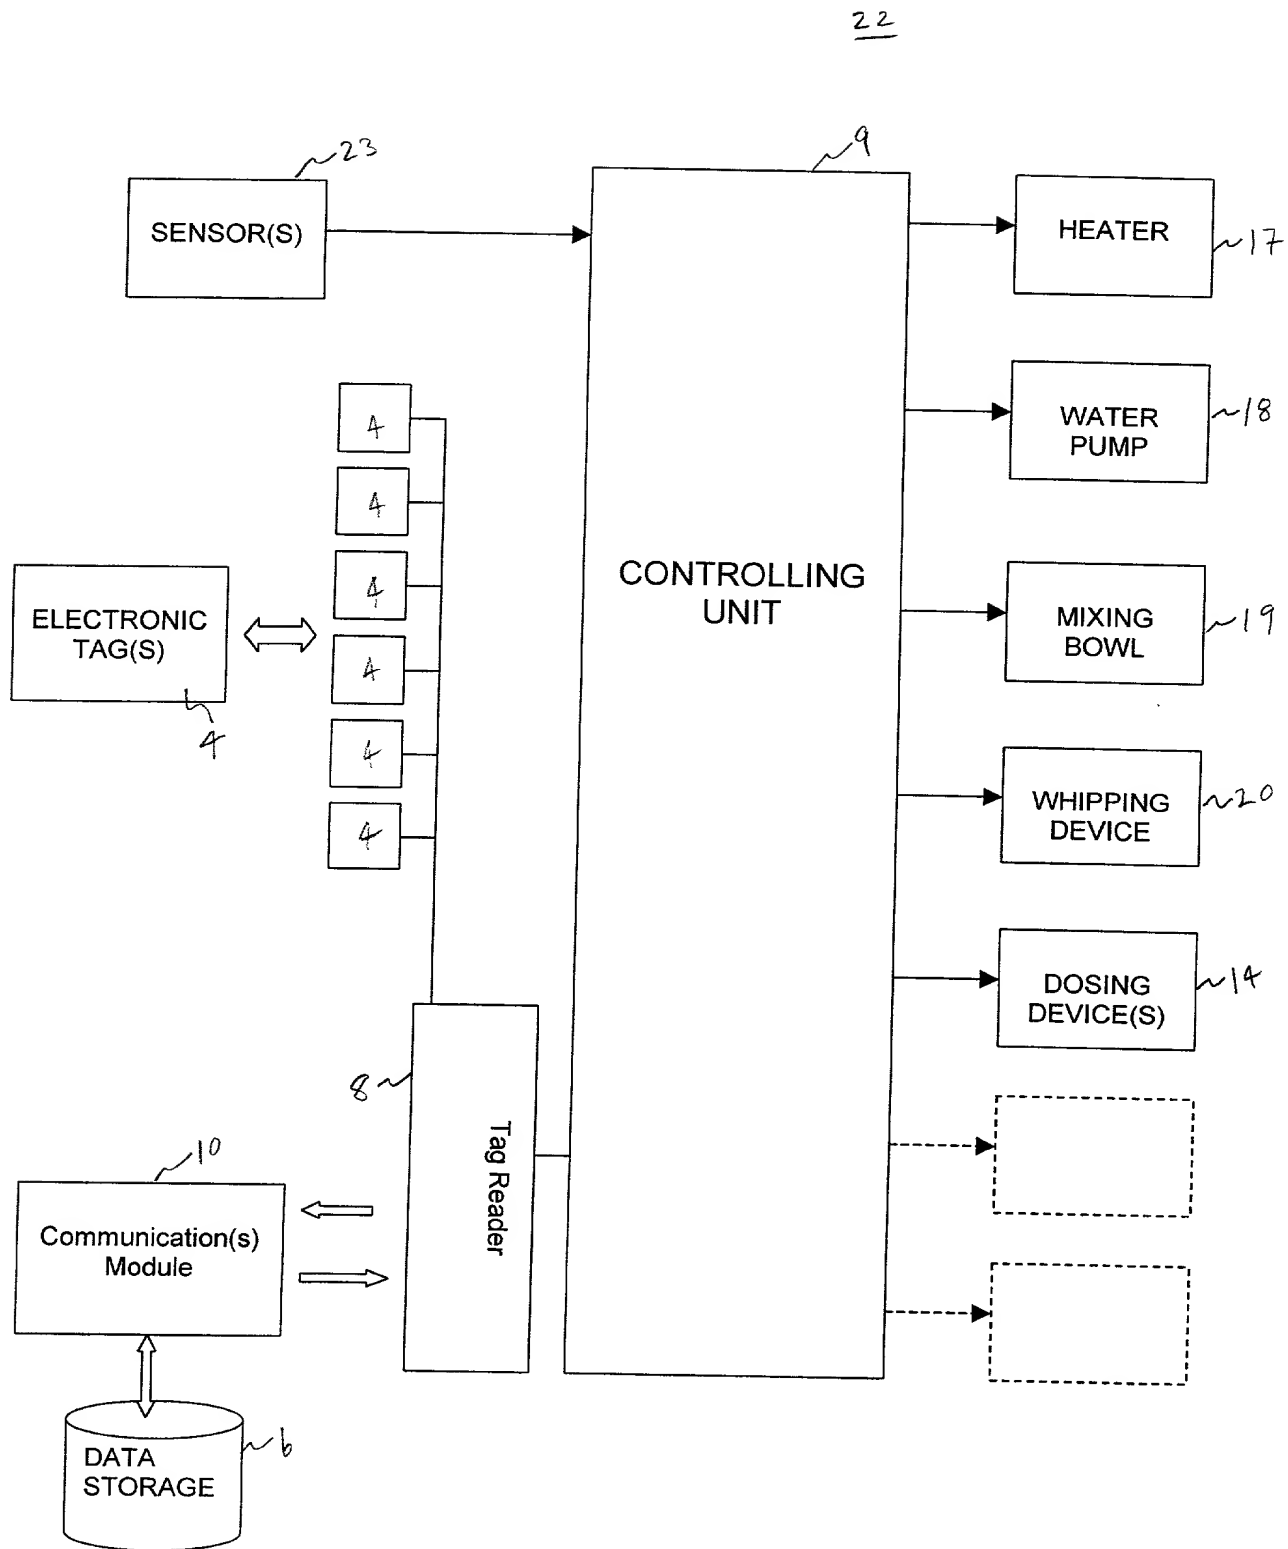 22
23
9
SENSOR(S)
HEATER
17
4
WATER
PUMP
18
4
4
ELECTRONIC
TAG(S)
4
CONTROLLING
UNIT
MIXING
BOWL
19
4
4
4
WHIPPING
DEVICE
20
DOSING
DEVICE(S)
14
8
Tag Reader
10
Communication(s)
Module
DATA
STORAGE
6